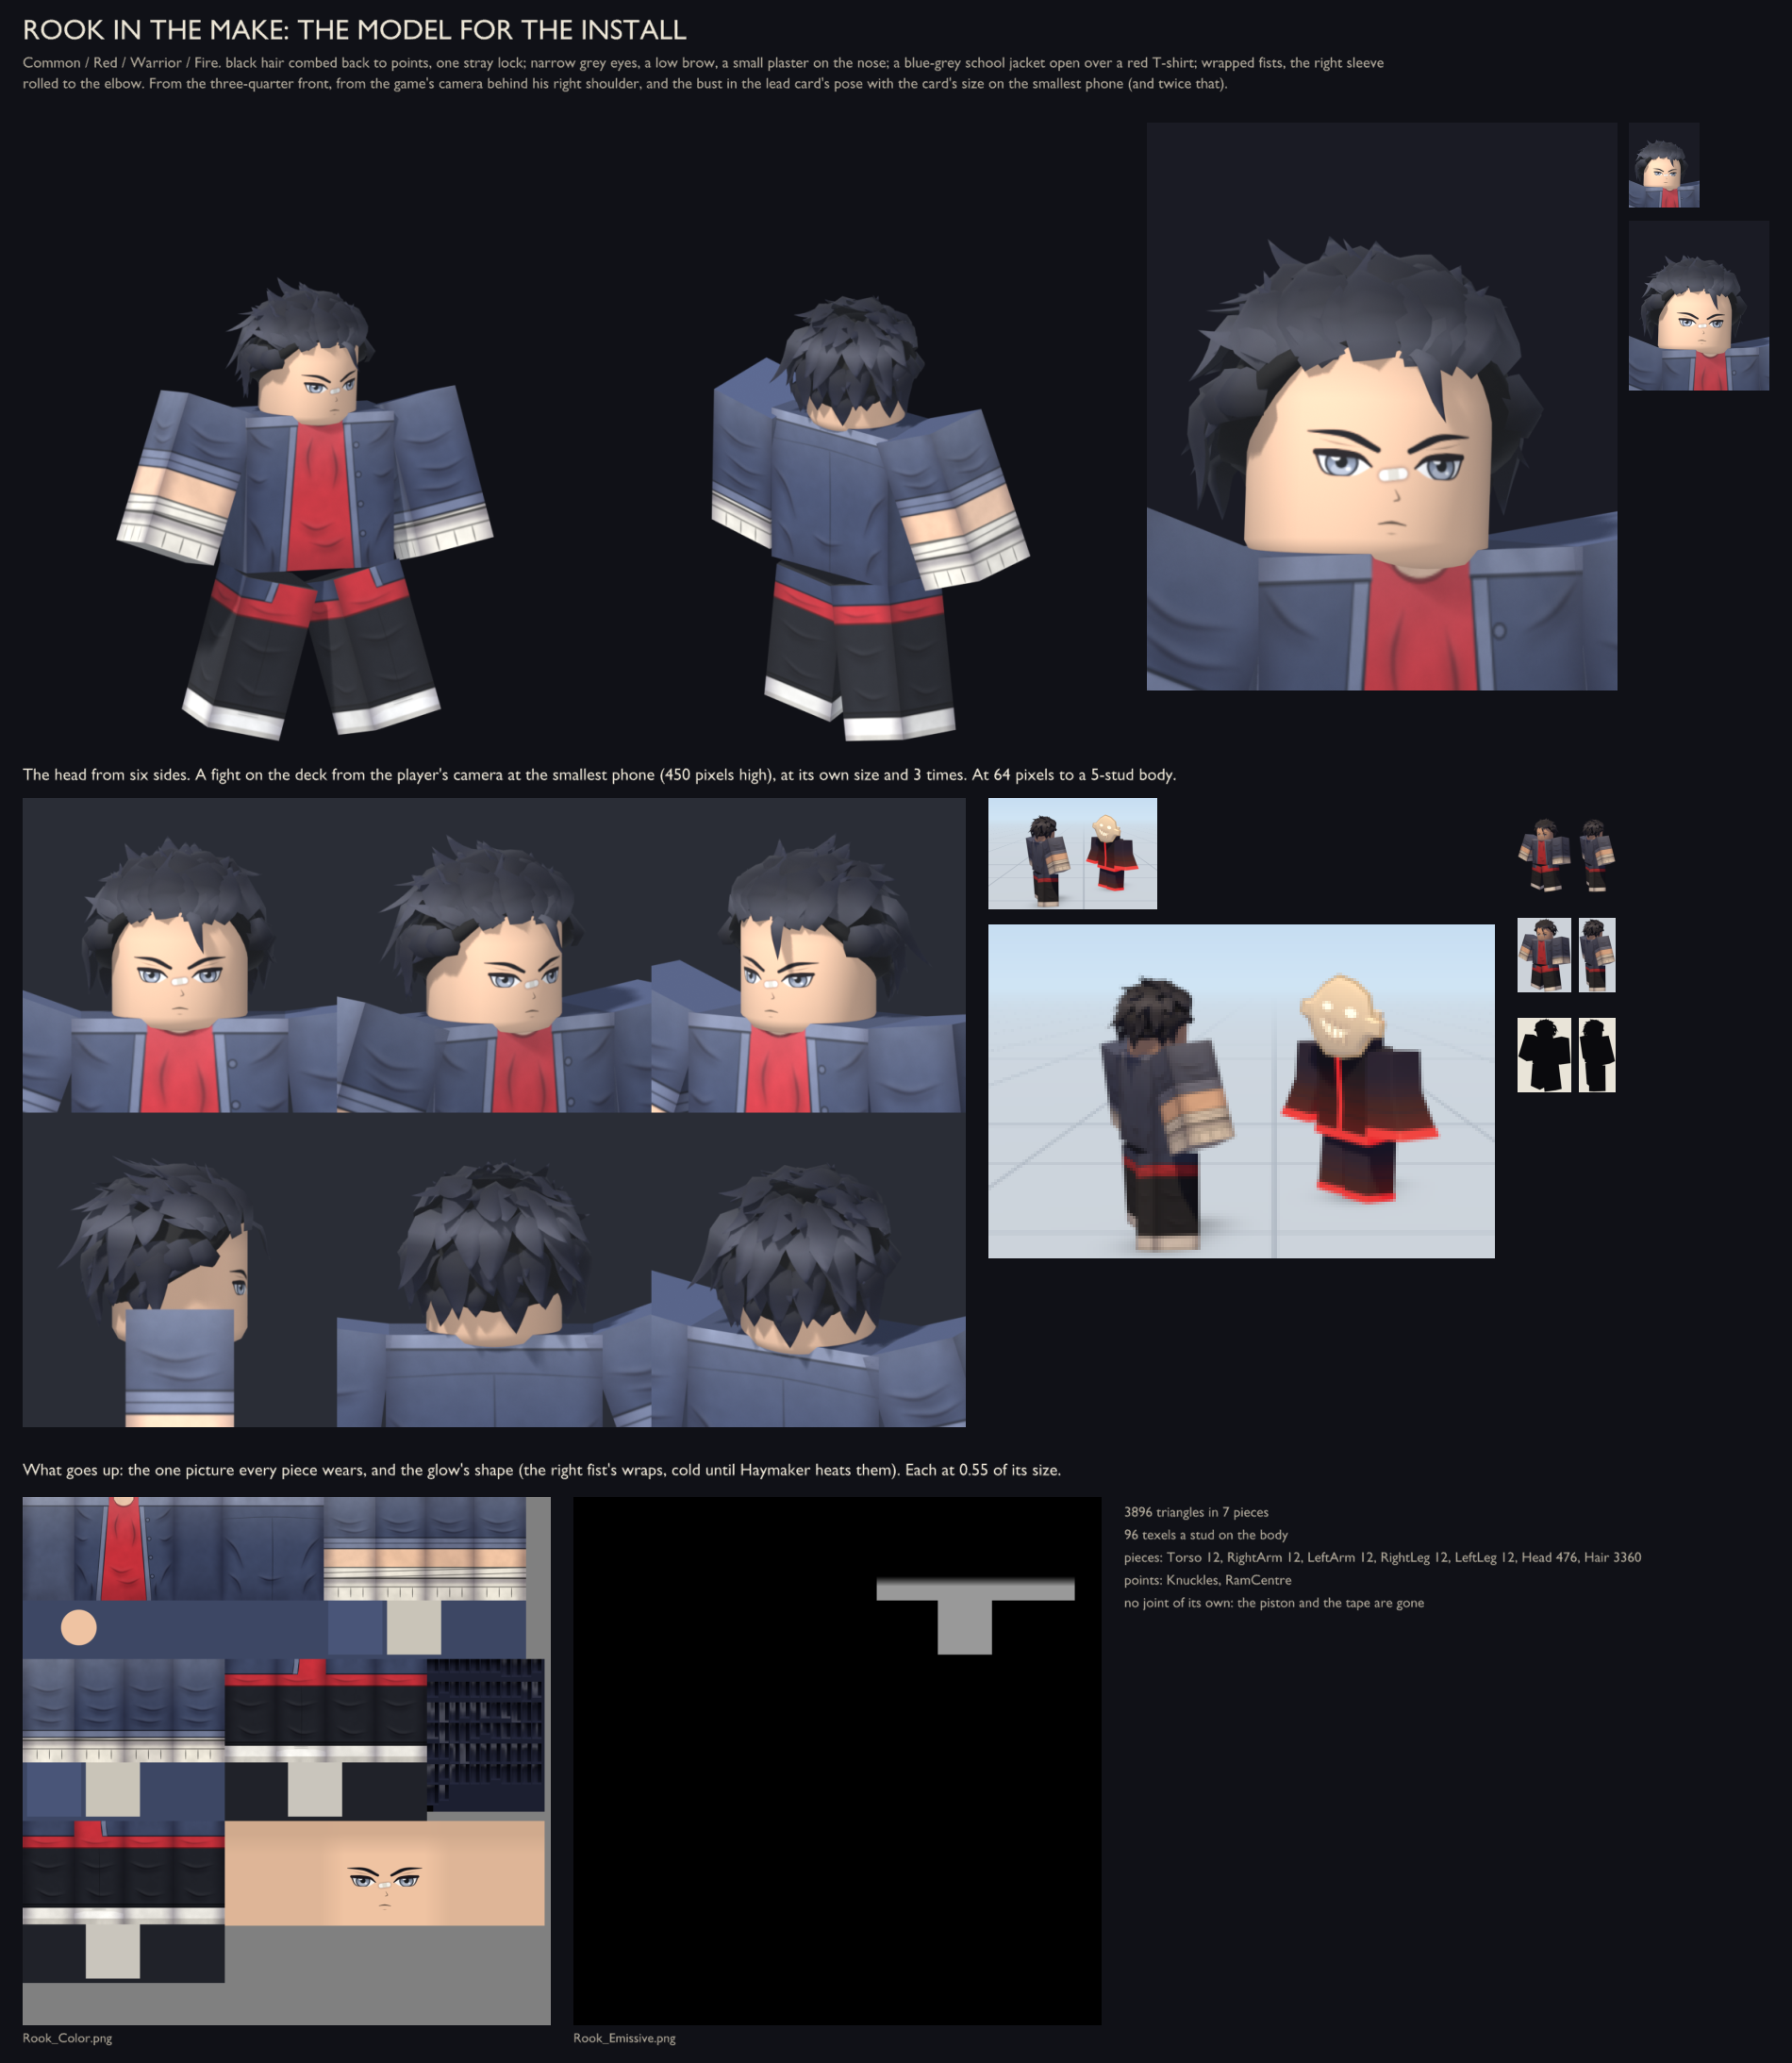 ROOK IN THE MAKE: THE MODEL FOR THE INSTALL
Common / Red / Warrior / Fire. black hair combed back to points, one stray lock; narrow grey eyes, a low brow, a small plaster on the nose; a blue-grey school jacket open over a red T-shirt; wrapped fists, the right sleeve
rolled to the elbow. From the three-quarter front, from the game's camera behind his right shoulder, and the bust in the lead card's pose with the card's size on the smallest phone (and twice that).
The head from six sides. A fight on the deck from the player's camera at the smallest phone (450 pixels high), at its own size and 3 times. At 64 pixels to a 5-stud body.
What goes up: the one picture every piece wears, and the glow's shape (the right fist's wraps, cold until Haymaker heats them). Each at 0.55 of its size.
3896 triangles in 7 pieces
96 texels a stud on the body
pieces: Torso 12, RightArm 12, LeftArm 12, RightLeg 12, LeftLeg 12, Head 476, Hair 3360
points: Knuckles, RamCentre
no joint of its own: the piston and the tape are gone
Rook_Color.png
Rook_Emissive.png